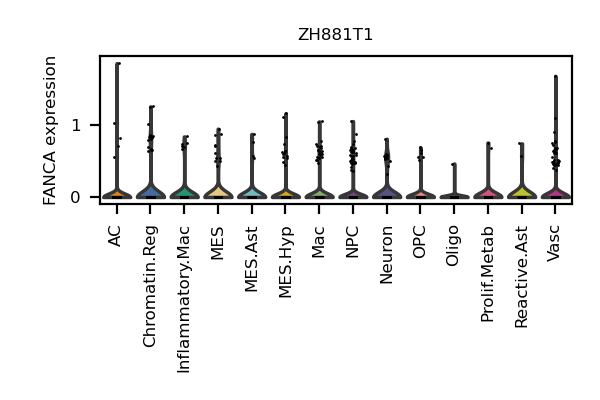 ZH881T1
FANCA expression
1
0
AC
Chromatin.Reg
Inflammatory.Mac
MES
MES.Ast
MES.Hyp
Mac
NPC
Neuron
OPC
Oligo
Prolif.Metab
Reactive.Ast
Vasc